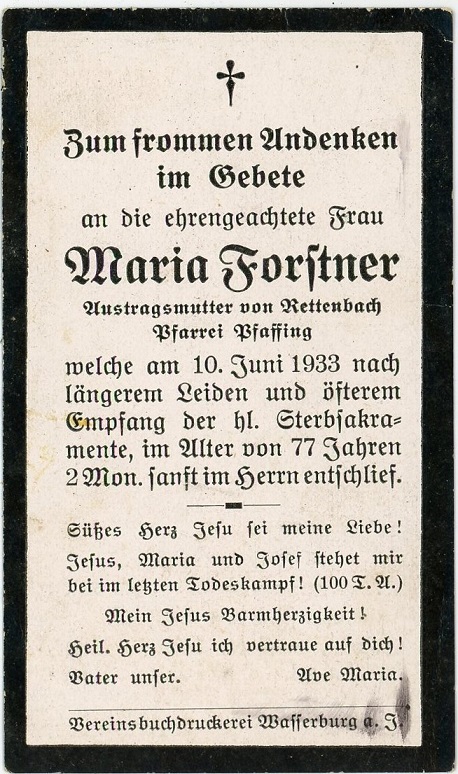 Zum frommen Andenken
im Gebete
an die ehrengeachtete Frau
Maria Forstner
Austragsmutter von Rettenbach
Pfarrei Pfaffing
welche am 10. Juni 1933 nach
längerem Leiden und öfterem
Empfang der hl. Sterbsakra-
mente, im Alter von 77 Jahren
2 Mon. sanft im Herrn entschlief.
Süßes Herz Jesu sei meine Liebe!
Jesus, Maria und Josef stehet mir
bei im letzten Todeskampf! (100 T. A.)
Mein Jesus Barmherzigkeit!
Heil. Herz Jesu ich vertraue auf dich!
Vater unser. Ave Maria.
Vereinsbuchdruckerei Wasserburg a. J.